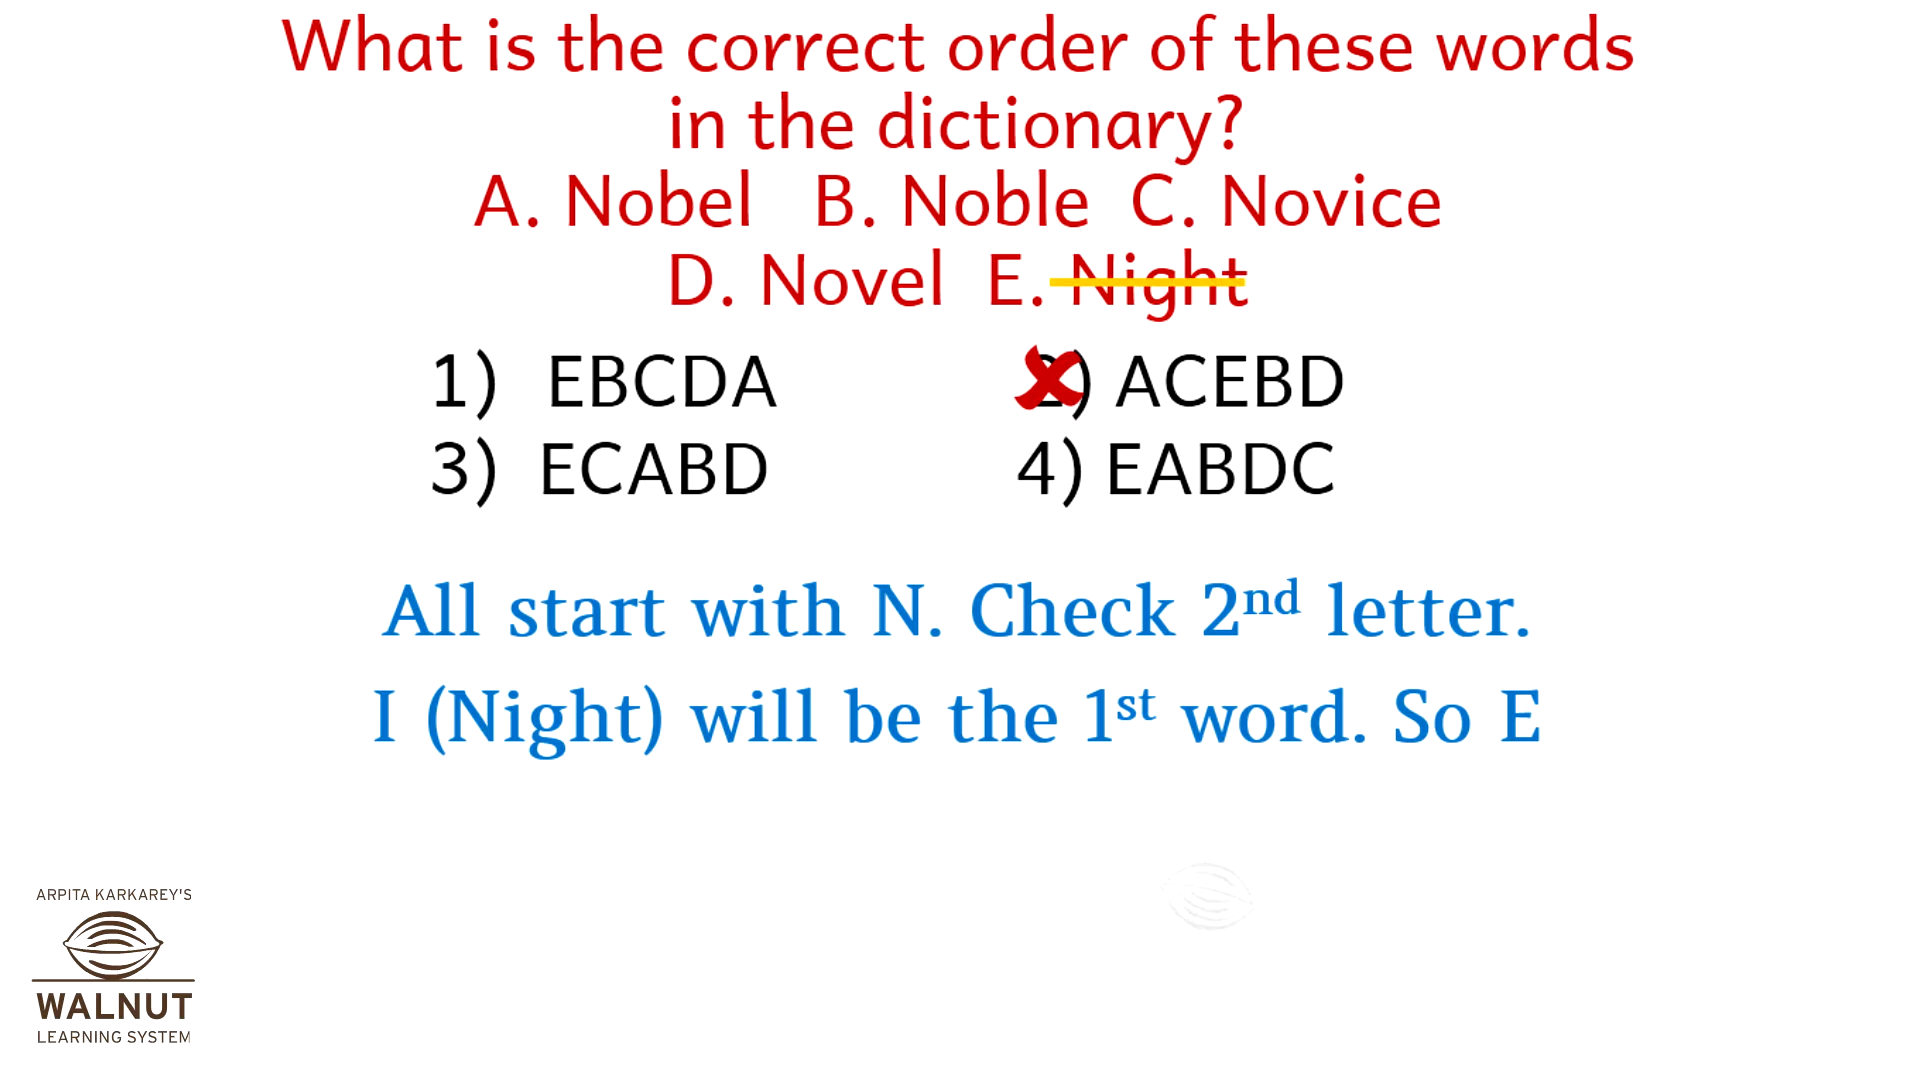 What is the correct order of these words
in the dictionary?
A. Nobel B. Noble C. Novice
D. Novel E. Night
1) EBCDA 2) ACEBD
3) ECABD 4) EABDC
All start with N. Check 2nd letter.
I (Night) will be the 1st word. So E
ARPITA KARKAREY'S
WALNUT
LEARNING SYSTEM